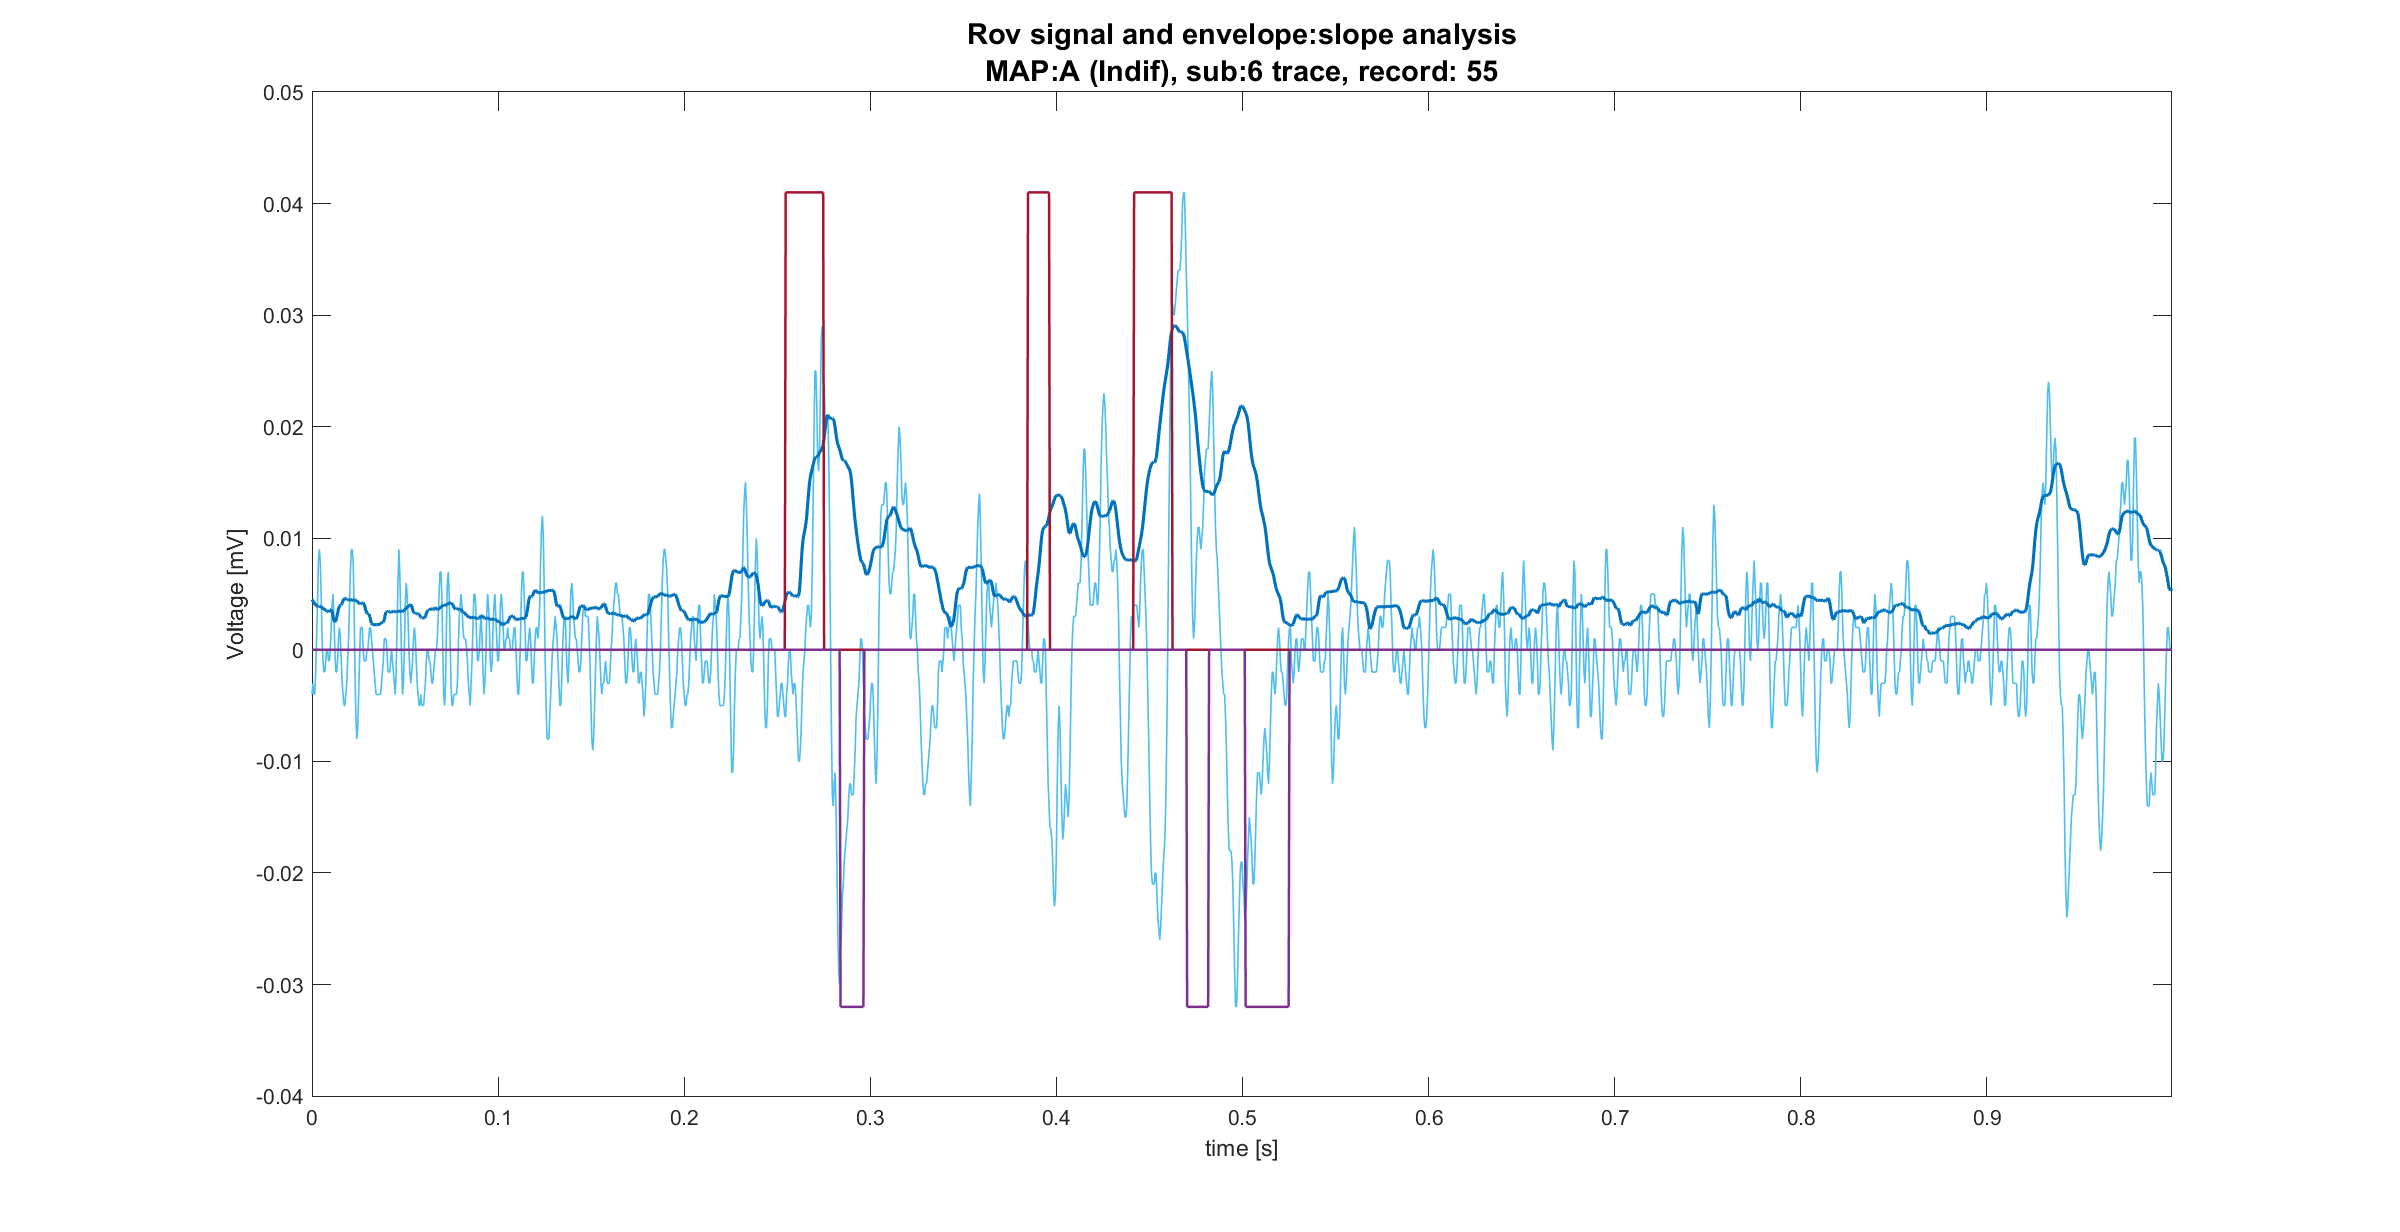 Rov signal and envelope:slope analysis
MAP:A (Indif), sub:6 trace, record: 55
0.05
0.04
0.03
0.02
0.01
0
-0.01
-0.02
-0.03
-0.04
Voltage [mV]
0 0.1 0.2 0.3 0.4 0.5 0.6 0.7 0.8 0.9
time [s]